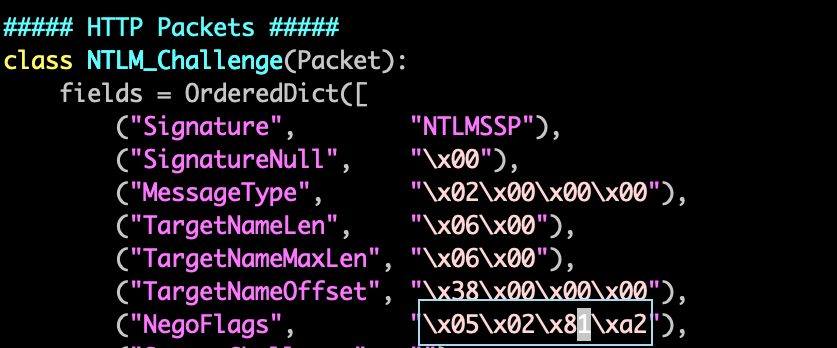 ##### HTTP Packets #####
class NTLM_Challenge(Packet):
    fields = OrderedDict([
        ("Signature",        "NTLMSSP"),
        ("SignatureNull",    "\x00"),
        ("MessageType",      "\x02\x00\x00\x00"),
        ("TargetNameLen",    "\x06\x00"),
        ("TargetNameMaxLen", "\x06\x00"),
        ("TargetNameOffset", "\x38\x00\x00\x00"),
        ("NegoFlags",        "\x05\x02\x81\xa2"),